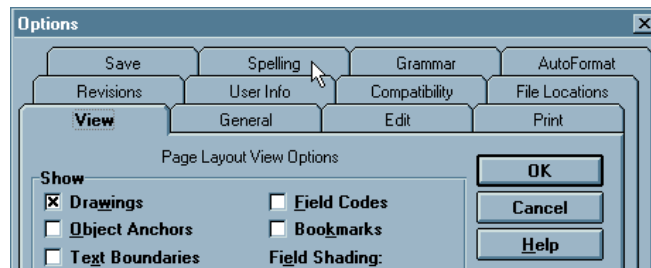 Options
Save Spelling Grammar AutoFormat
Revisions User Info Compatibility File Locations
View General Edit Print
Page Layout View Options
Show
Drawings Field Codes OK
Object Anchors Bookmarks Cancel
Text Boundaries Field Shading: Help